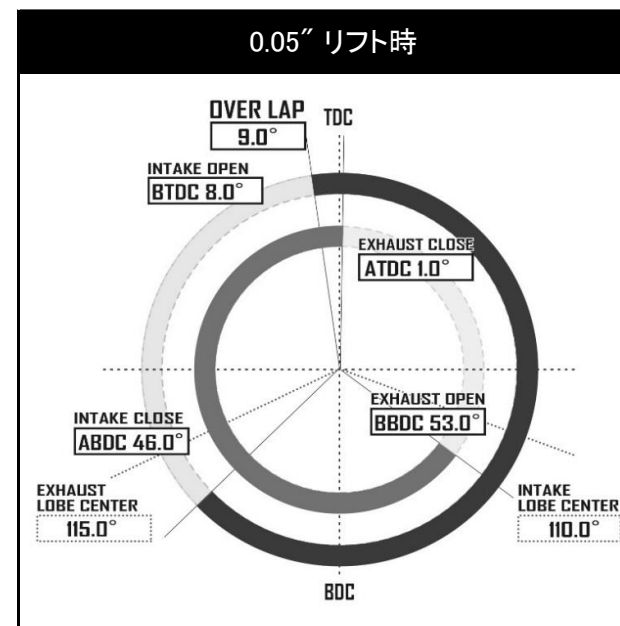 0.05″ リフト時
OVER LAP
9.0°
TDC
INTAKE OPEN
BTDC 8.0°
EXHAUST CLOSE
ATDC 1.0°
EXHAUST OPEN
BBDC 53.0°
INTAKE CLOSE
ABDC 46.0°
EXHAUST
LOBE CENTER
115.0°
INTAKE
LOBE CENTER
110.0°
BDC